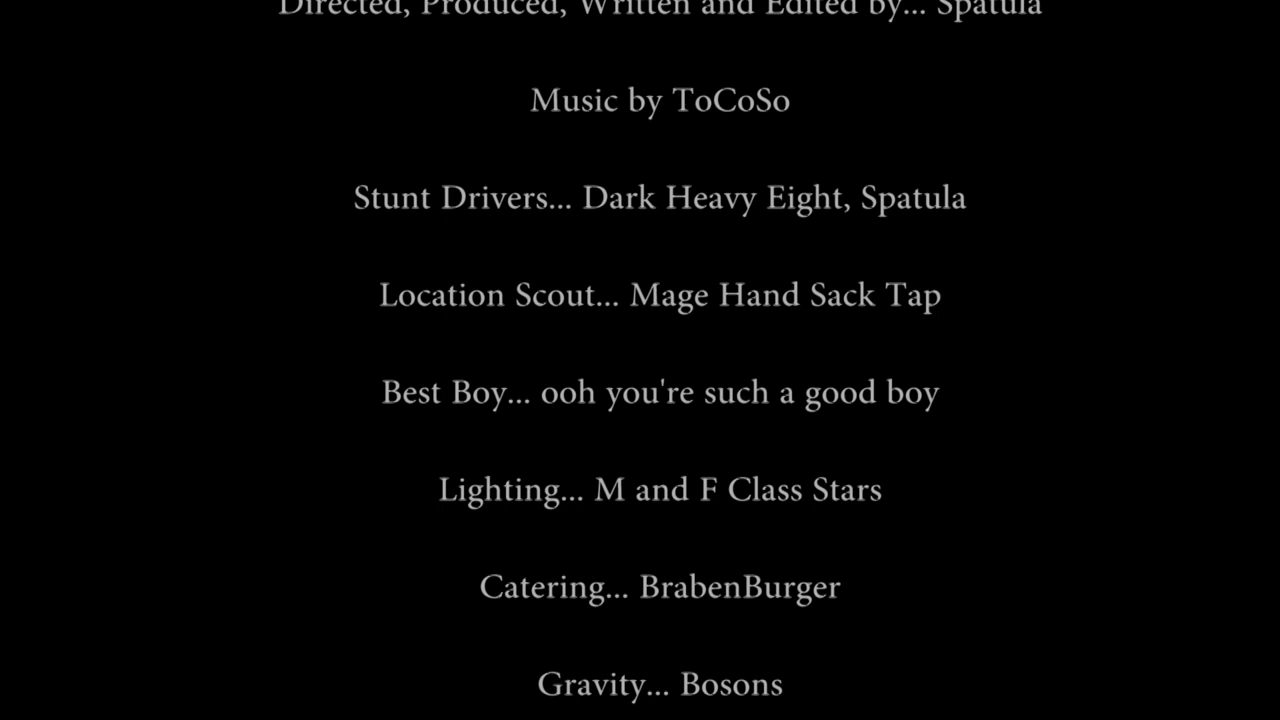 Directed, Produced, Written and Edited by... Spatula
Music by ToCoSo
Stunt Drivers... Dark Heavy Eight, Spatula
Location Scout... Mage Hand Sack Tap
Best Boy... ooh you're such a good boy
Lighting... M and F Class Stars
Catering... BrabenBurger
Gravity... Bosons